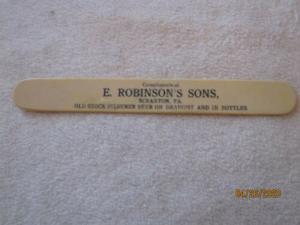 Compliments of
E. ROBINSON'S SONS,
SCRANTON, PA.
OLD STOCK PILSENER BEER ON DRAUGHT AND IN BOTTLES